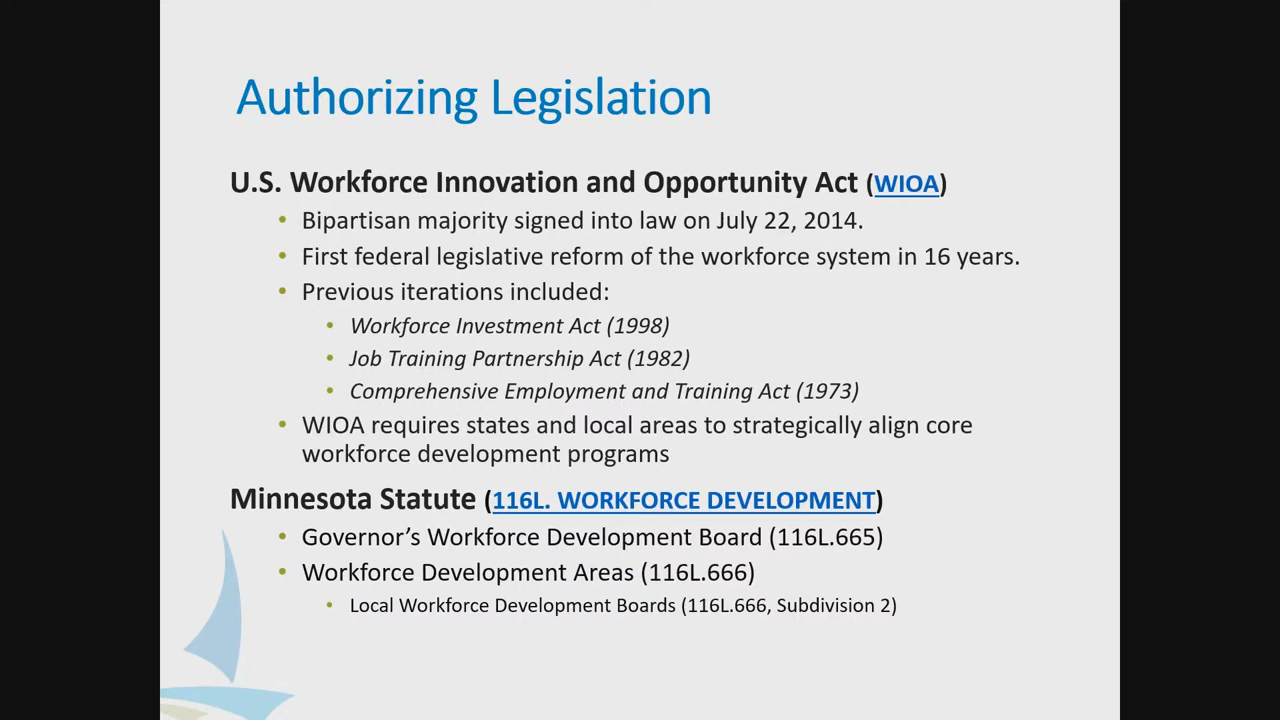 Authorizing Legislation
U.S. Workforce Innovation and Opportunity Act (WIOA)
• Bipartisan majority signed into law on July 22, 2014.
• First federal legislative reform of the workforce system in 16 years.
• Previous iterations included:
• Workforce Investment Act (1998)
• Job Training Partnership Act (1982)
• Comprehensive Employment and Training Act (1973)
• WIOA requires states and local areas to strategically align core
workforce development programs
Minnesota Statute (116L. WORKFORCE DEVELOPMENT)
• Governor’s Workforce Development Board (116L.665)
• Workforce Development Areas (116L.666)
• Local Workforce Development Boards (116L.666, Subdivision 2)